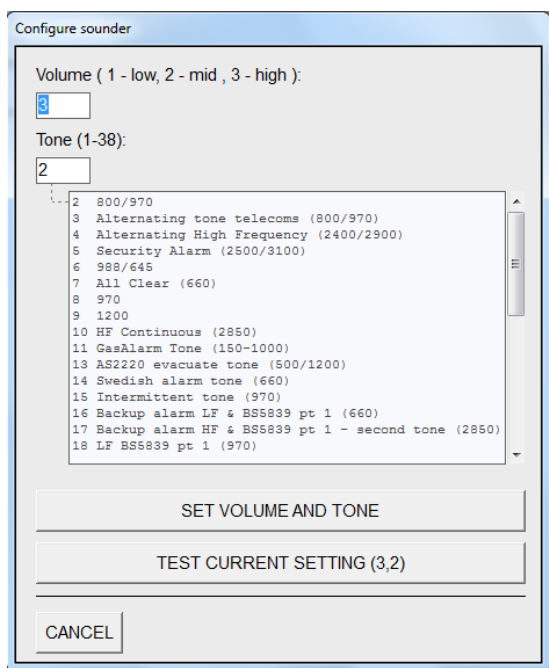 Configure sounder
Volume ( 1 - low, 2 - mid , 3 - high ):
3
Tone (1-38):
2
2 800/970
3 Alternating tone telecoms (800/970)
4 Alternating High Frequency (2400/2900)
5 Security Alarm (2500/3100)
6 988/645
7 All Clear (660)
8 970
9 1200
10 HF Continuous (2850)
11 GasAlarm Tone (150-1000)
13 AS2220 evacuate tone (500/1200)
14 Swedish alarm tone (660)
15 Intermittent tone (970)
16 Backup alarm LF & BS5839 pt 1 (660)
17 Backup alarm HF & BS5839 pt 1 - second tone (2850)
18 LF BS5839 pt 1 (970)
SET VOLUME AND TONE
TEST CURRENT SETTING (3,2)
CANCEL